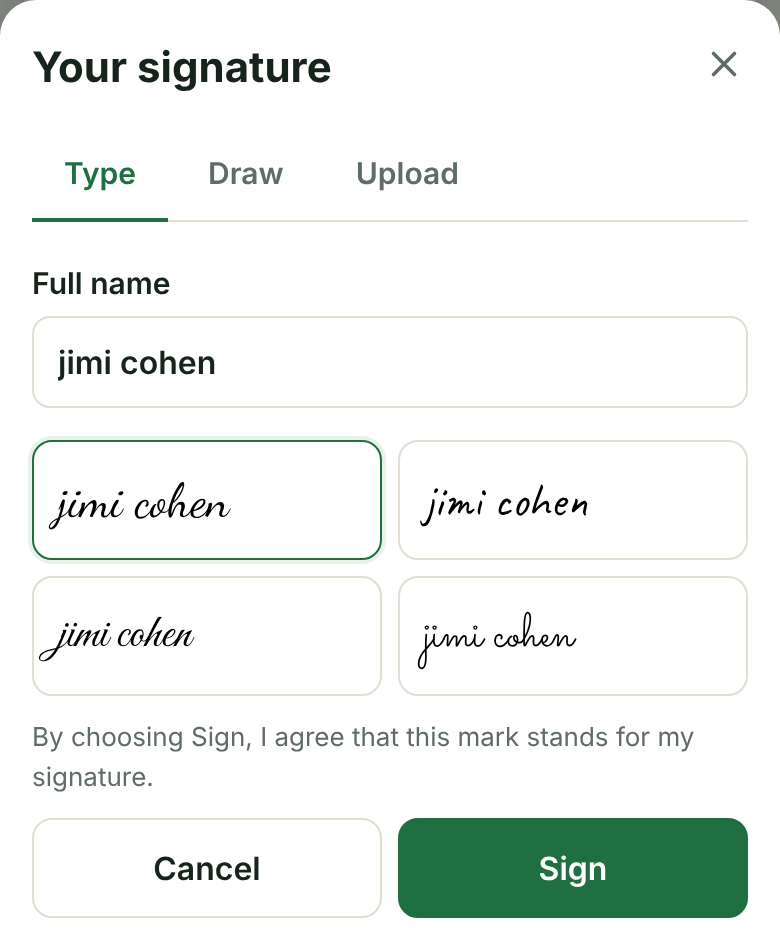 Your signature
Type Draw Upload
Full name
jimi cohen
jimi cohen jimi cohen
jimi cohen jimi cohen
By choosing Sign, I agree that this mark stands for my
signature.
Cancel Sign